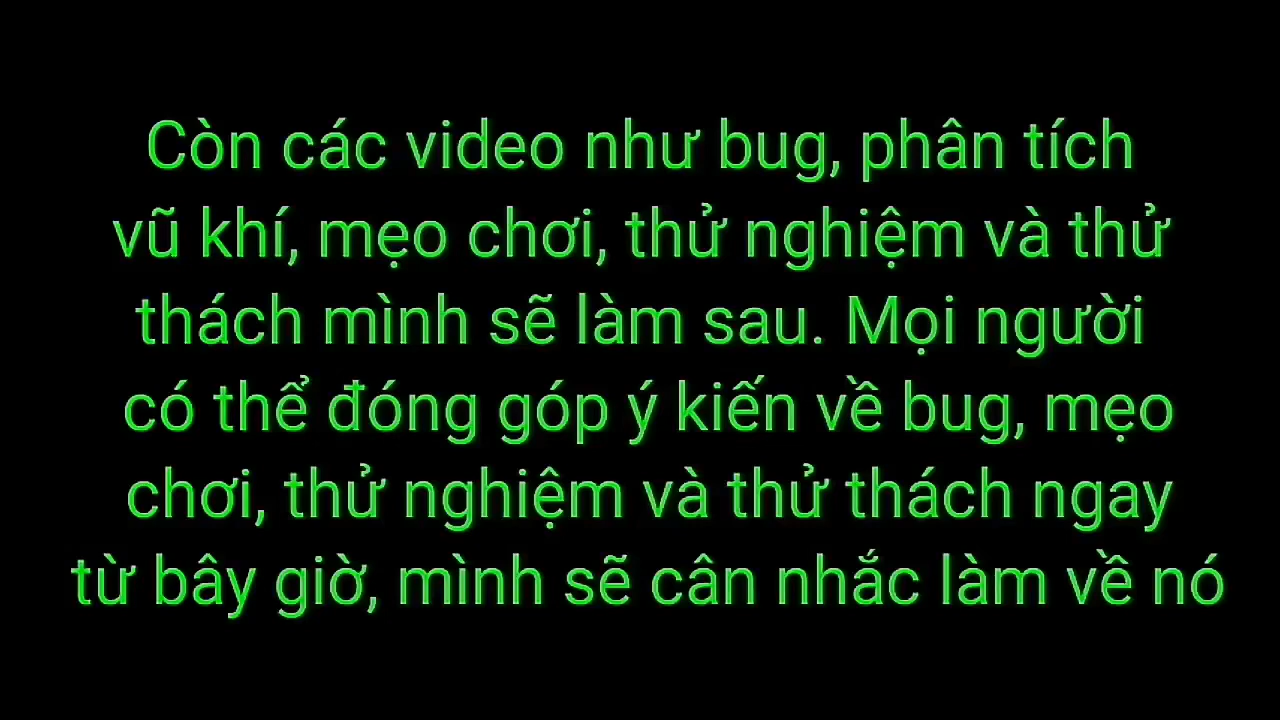 Còn các video như bug, phân tích
vũ khí, mẹo chơi, thử nghiệm và thử
thách mình sẽ làm sau. Mọi người
có thể đóng góp ý kiến về bug, mẹo
chơi, thử nghiệm và thử thách ngay
từ bây giờ, mình sẽ cân nhắc làm về nó